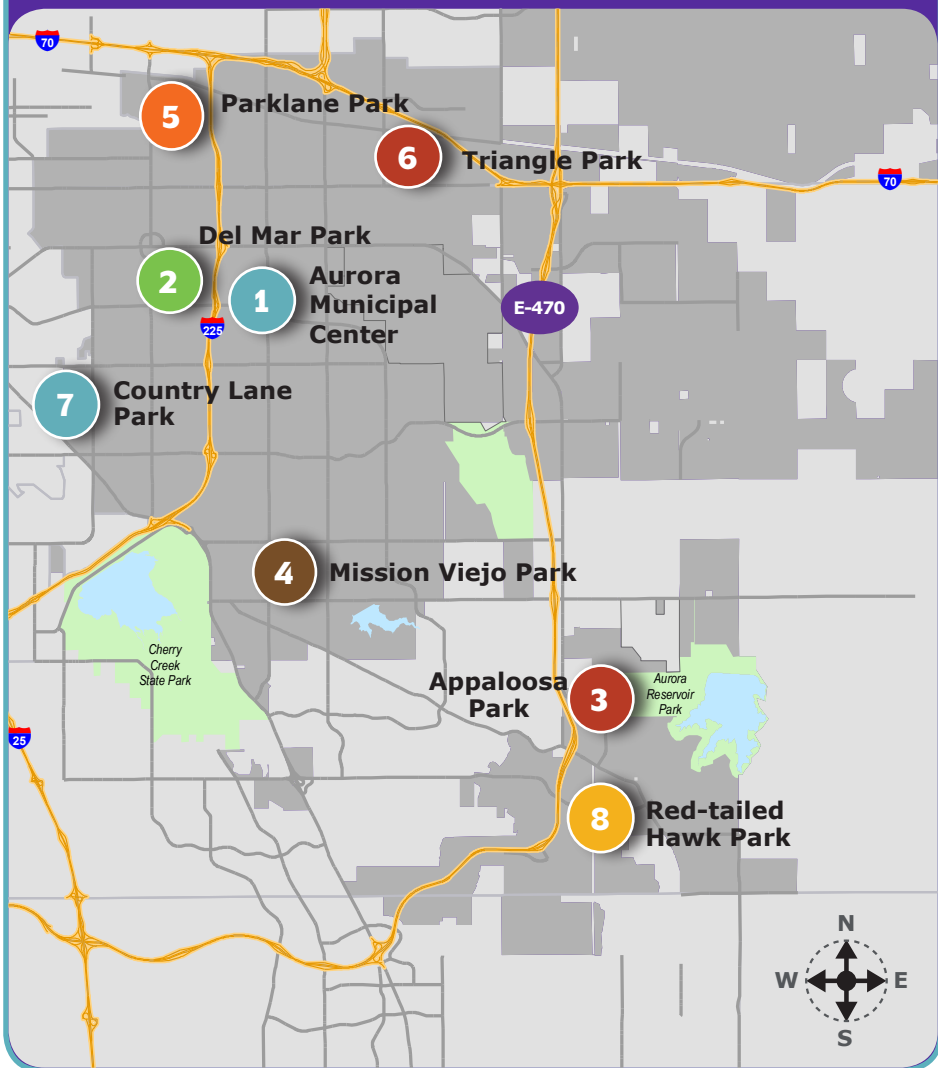 70
5
Parklane Park
6
Triangle Park
70
Del Mar Park
2
1
Aurora
Municipal
Center
225
E-470
7
Country Lane
Park
4
Mission Viejo Park
Cherry
Creek
State Park
Appaloosa
Park
3
Aurora
Reservoir
Park
25
8
Red-tailed
Hawk Park
N
W
E
S